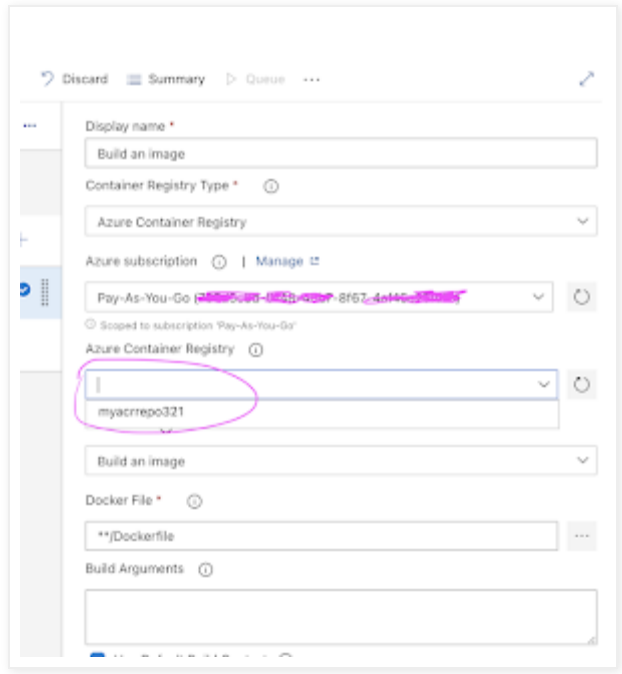 Discard Summary Queue ...
Display name *
Build an image
Container Registry Type *
Azure Container Registry
Azure subscription | Manage
Pay-As-You-Go -8f67-
Scoped to subscription 'Pay-As-You-Go'
Azure Container Registry
myacrrepo321
Build an image
Docker File *
**/Dockerfile
...
Build Arguments